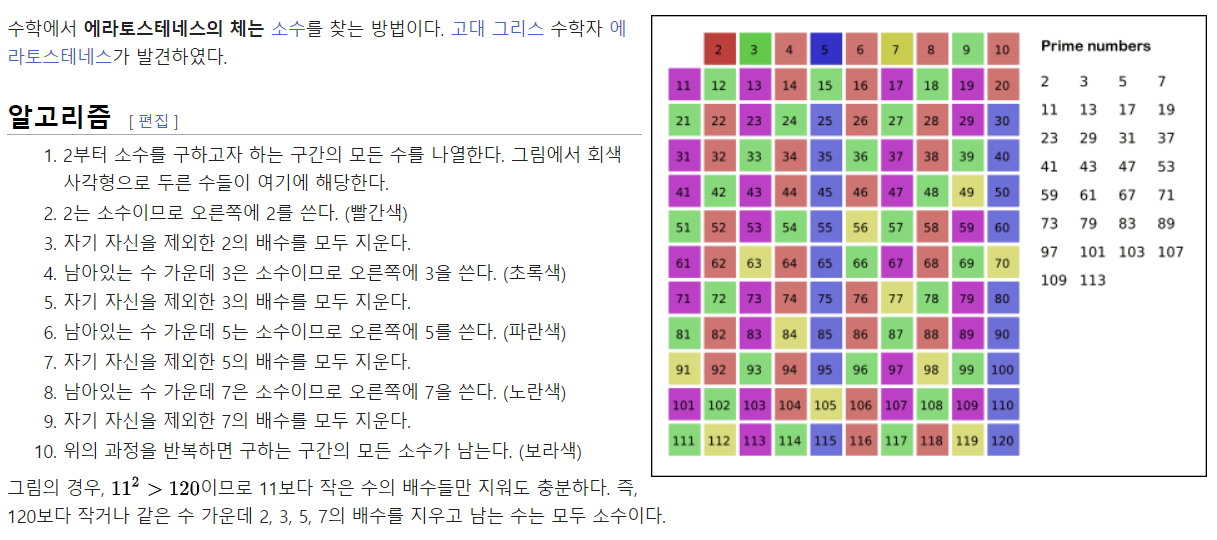 수학에서 에라토스테네스의 체는 소수를 찾는 방법이다. 고대 그리스 수학자 에
라토스테네스가 발견하였다.
알고리즘 [ 편집 ]
1. 2부터 소수를 구하고자 하는 구간의 모든 수를 나열한다. 그림에서 회색
사각형으로 두른 수들이 여기에 해당한다.
2. 2는 소수이므로 오른쪽에 2를 쓴다. (빨간색)
3. 자기 자신을 제외한 2의 배수를 모두 지운다.
4. 남아있는 수 가운데 3은 소수이므로 오른쪽에 3을 쓴다. (초록색)
5. 자기 자신을 제외한 3의 배수를 모두 지운다.
6. 남아있는 수 가운데 5는 소수이므로 오른쪽에 5를 쓴다. (파란색)
7. 자기 자신을 제외한 5의 배수를 모두 지운다.
8. 남아있는 수 가운데 7은 소수이므로 오른쪽에 7을 쓴다. (노란색)
9. 자기 자신을 제외한 7의 배수를 모두 지운다.
10. 위의 과정을 반복하면 구하는 구간의 모든 소수가 남는다. (보라색)
그림의 경우, 11² > 120이므로 11보다 작은 수의 배수들만 지워도 충분하다. 즉,
120보다 작거나 같은 수 가운데 2, 3, 5, 7의 배수를 지우고 남는 수는 모두 소수이다.
2 3 4 5 6 7 8 9 10
11 12 13 14 15 16 17 18 19 20
21 22 23 24 25 26 27 28 29 30
31 32 33 34 35 36 37 38 39 40
41 42 43 44 45 46 47 48 49 50
51 52 53 54 55 56 57 58 59 60
61 62 63 64 65 66 67 68 69 70
71 72 73 74 75 76 77 78 79 80
81 82 83 84 85 86 87 88 89 90
91 92 93 94 95 96 97 98 99 100
101 102 103 104 105 106 107 108 109 110
111 112 113 114 115 116 117 118 119 120
Prime numbers
2 3 5 7
11 13 17 19
23 29 31 37
41 43 47 53
59 61 67 71
73 79 83 89
97 101 103 107
109 113